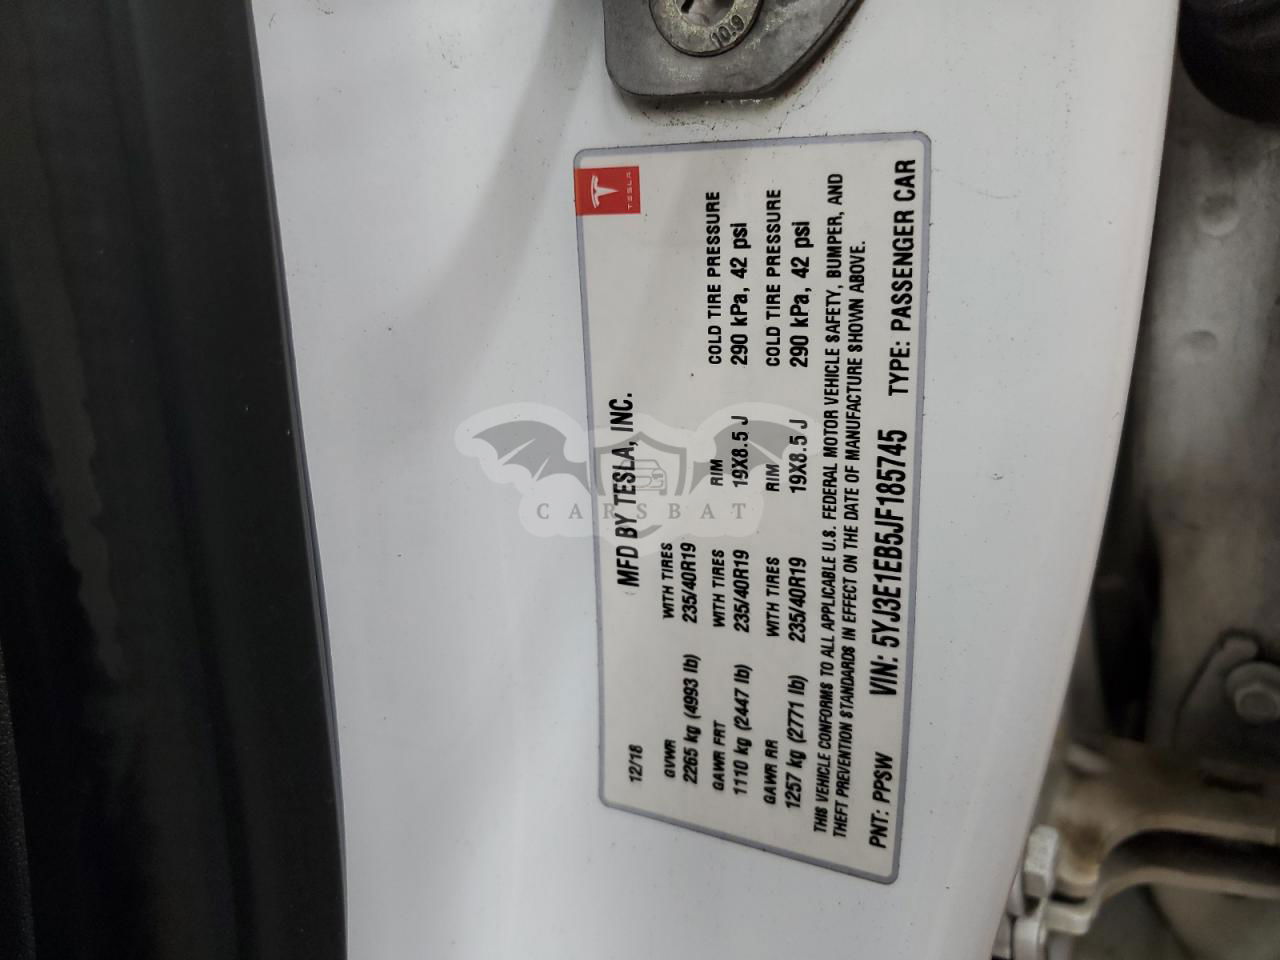 10.9
TESLA
MFD BY TESLA, INC.
12/18
GVWR WITH TIRES
2265 kg (4993 lb) 235/40R19
GAWR FRT WITH TIRES RIM COLD TIRE PRESSURE
1110 kg (2447 lb) 235/40R19 19X8.5 J 290 kPa, 42 psi
GAWR RR WITH TIRES RIM COLD TIRE PRESSURE
1257 kg (2771 lb) 235/40R19 19X8.5 J 290 kPa, 42 psi
THIS VEHICLE CONFORMS TO ALL APPLICABLE U.S. FEDERAL MOTOR VEHICLE SAFETY, BUMPER, AND
THEFT PREVENTION STANDARDS IN EFFECT ON THE DATE OF MANUFACTURE SHOWN ABOVE.
PNT: PPSW VIN: 5YJ3E1EB5JF185745 TYPE: PASSENGER CAR
CARSBAT